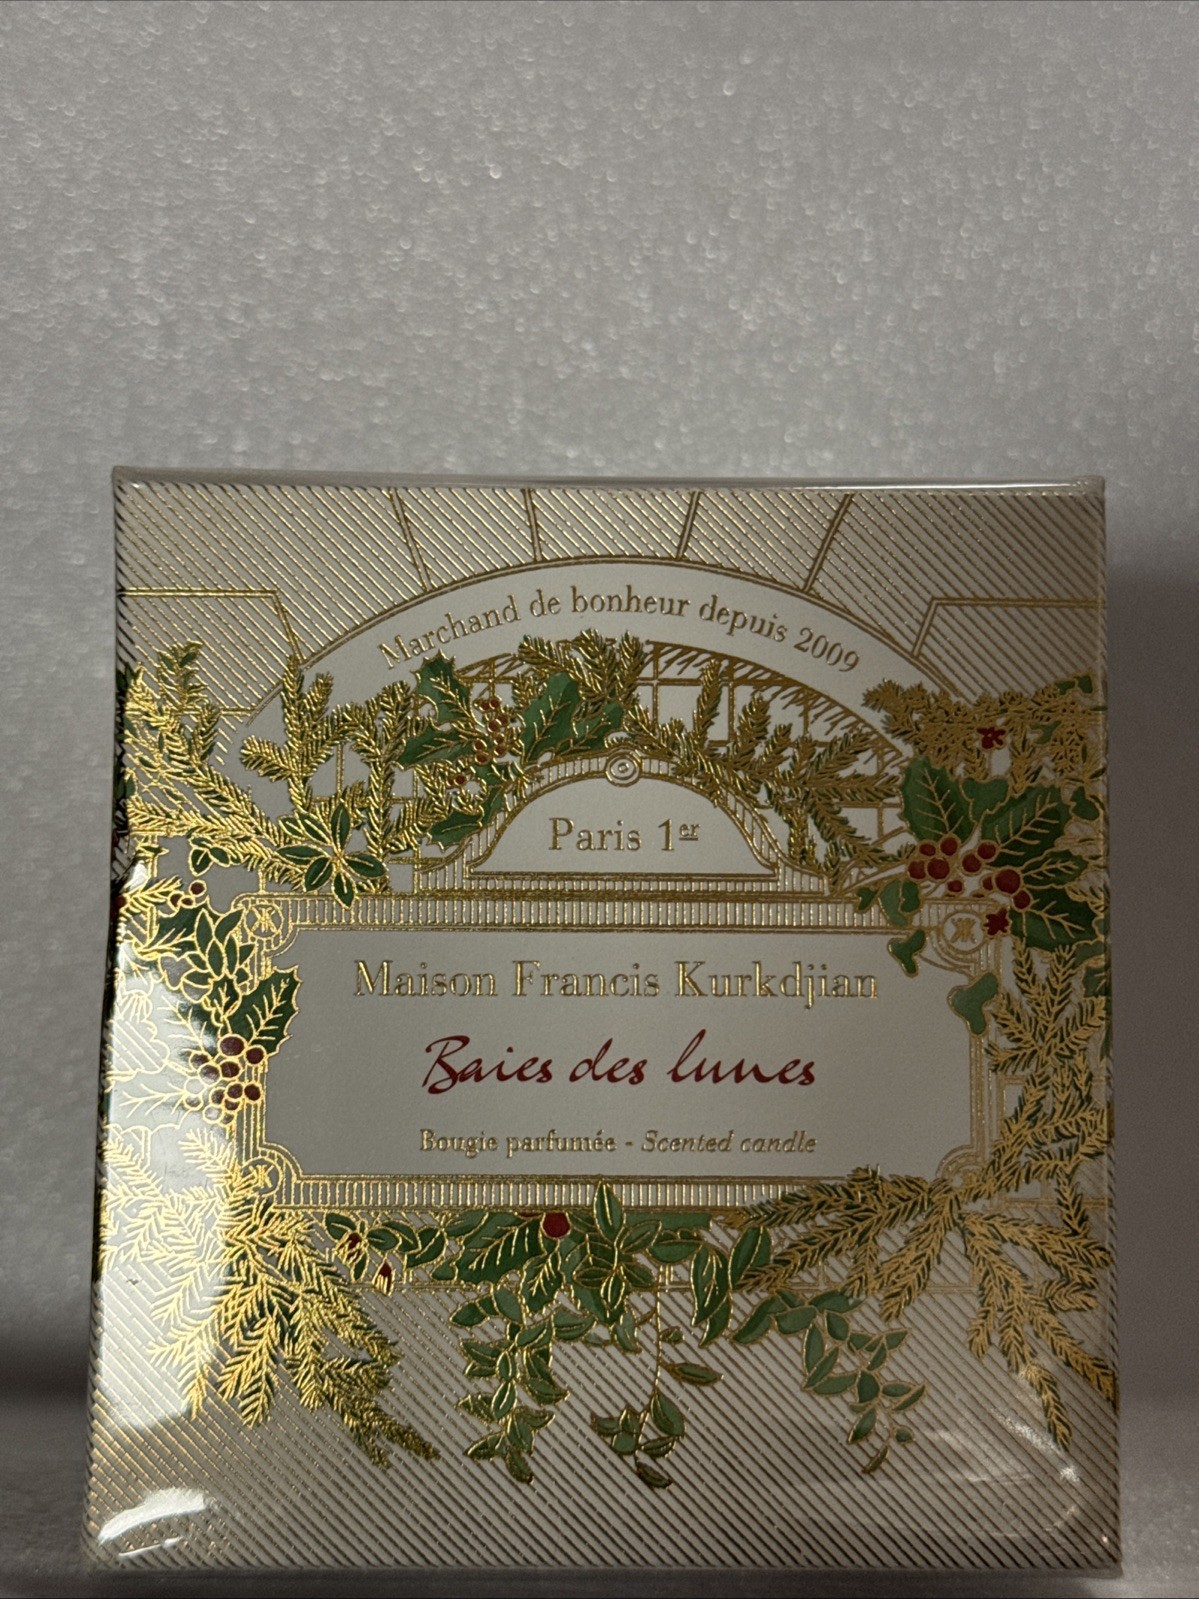 Marchand de bonheur depuis 2009
Paris 1er
Maison Francis Kurkdjian
Baies des lunes
Bougie parfumée - Scented candle